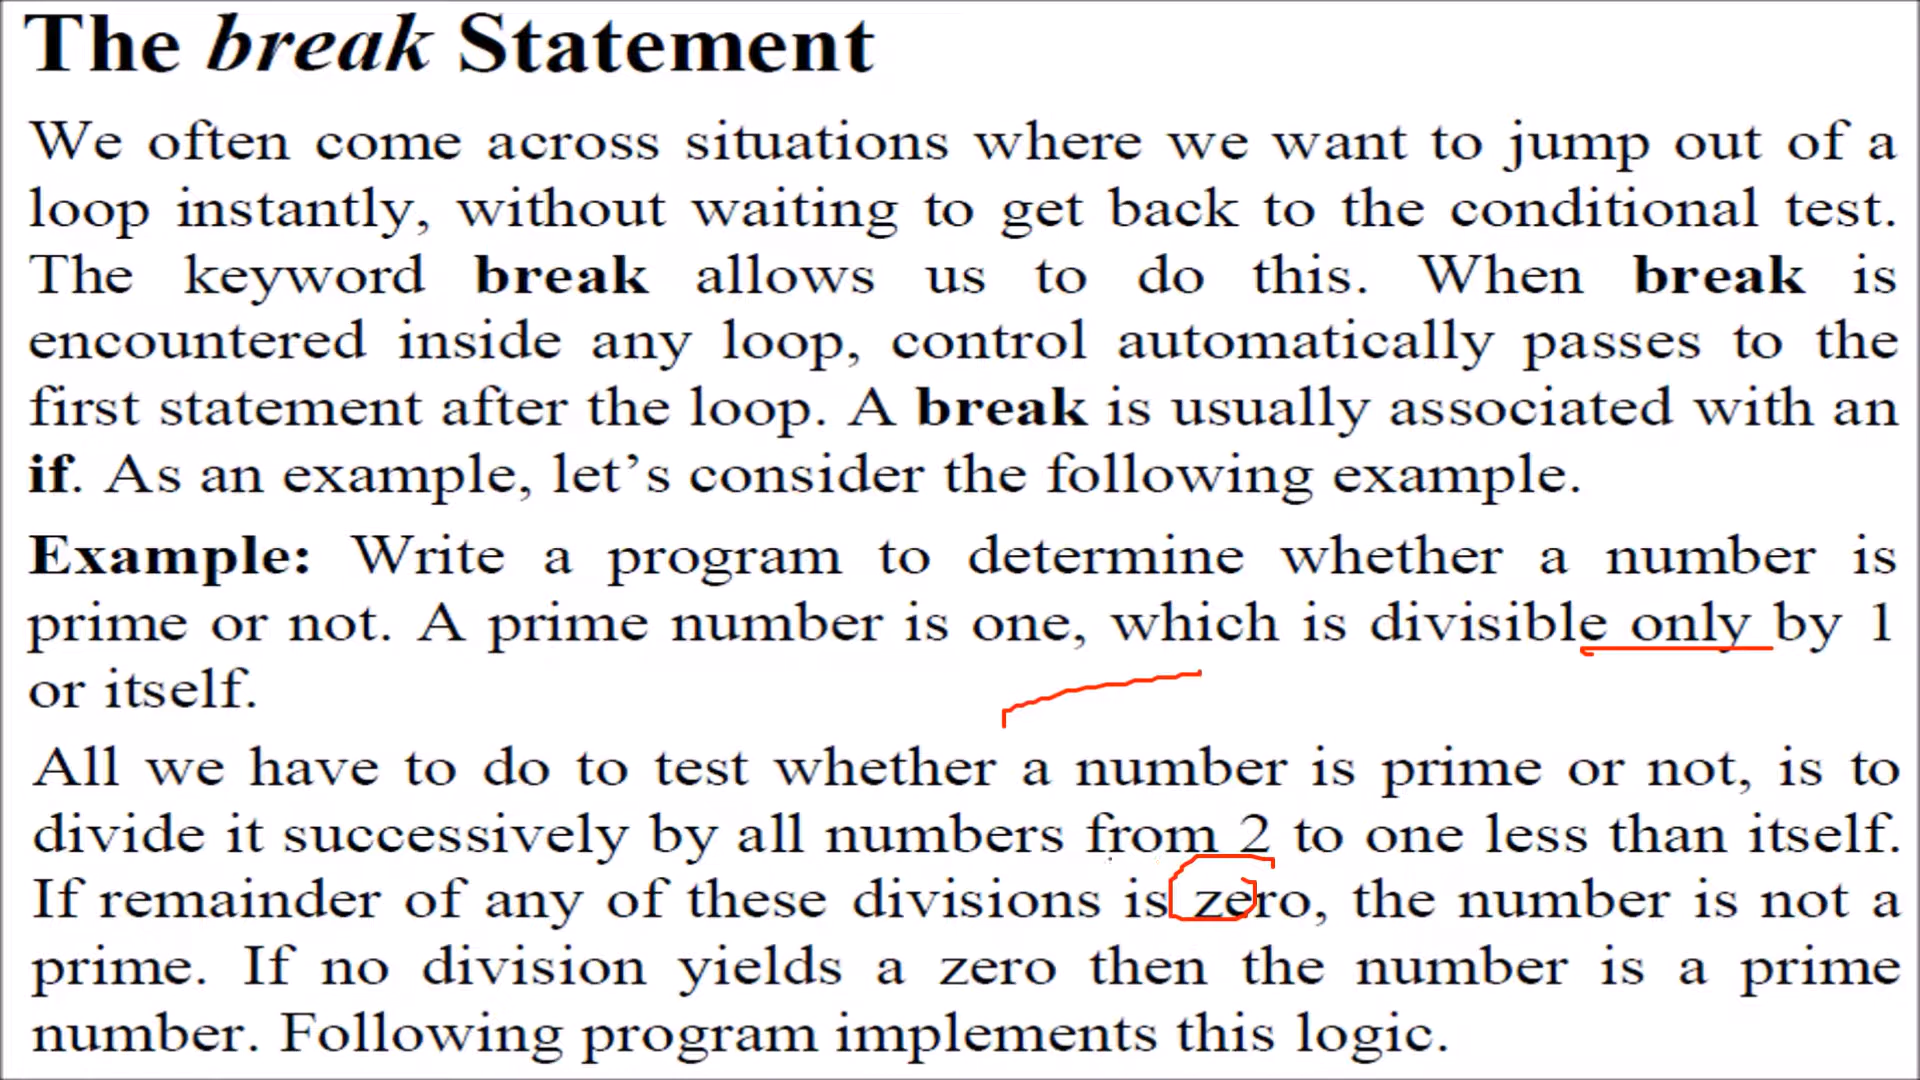 The break Statement
We often come across situations where we want to jump out of a
loop instantly, without waiting to get back to the conditional test.
The keyword break allows us to do this. When break is
encountered inside any loop, control automatically passes to the
first statement after the loop. A break is usually associated with an
if. As an example, let’s consider the following example.
Example: Write a program to determine whether a number is
prime or not. A prime number is one, which is divisible only by 1
or itself.
All we have to do to test whether a number is prime or not, is to
divide it successively by all numbers from 2 to one less than itself.
If remainder of any of these divisions is zero, the number is not a
prime. If no division yields a zero then the number is a prime
number. Following program implements this logic.